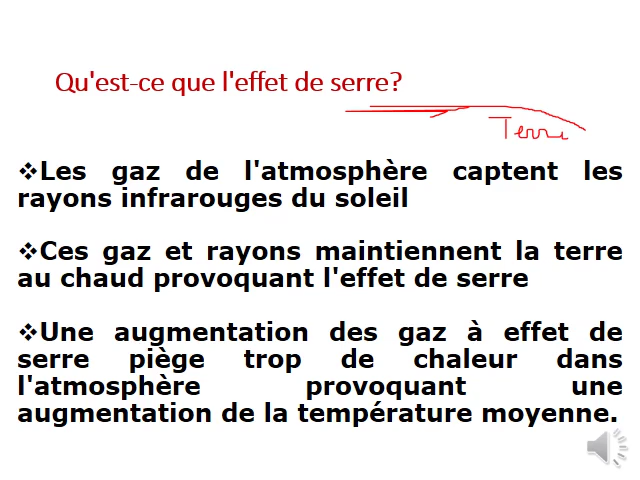 Qu'est-ce que l'effet de serre?
Terre
❖Les gaz de l'atmosphère captent les
rayons infrarouges du soleil
❖Ces gaz et rayons maintiennent la terre
au chaud provoquant l'effet de serre
❖Une augmentation des gaz à effet de
serre piège trop de chaleur dans
l'atmosphère provoquant une
augmentation de la température moyenne.